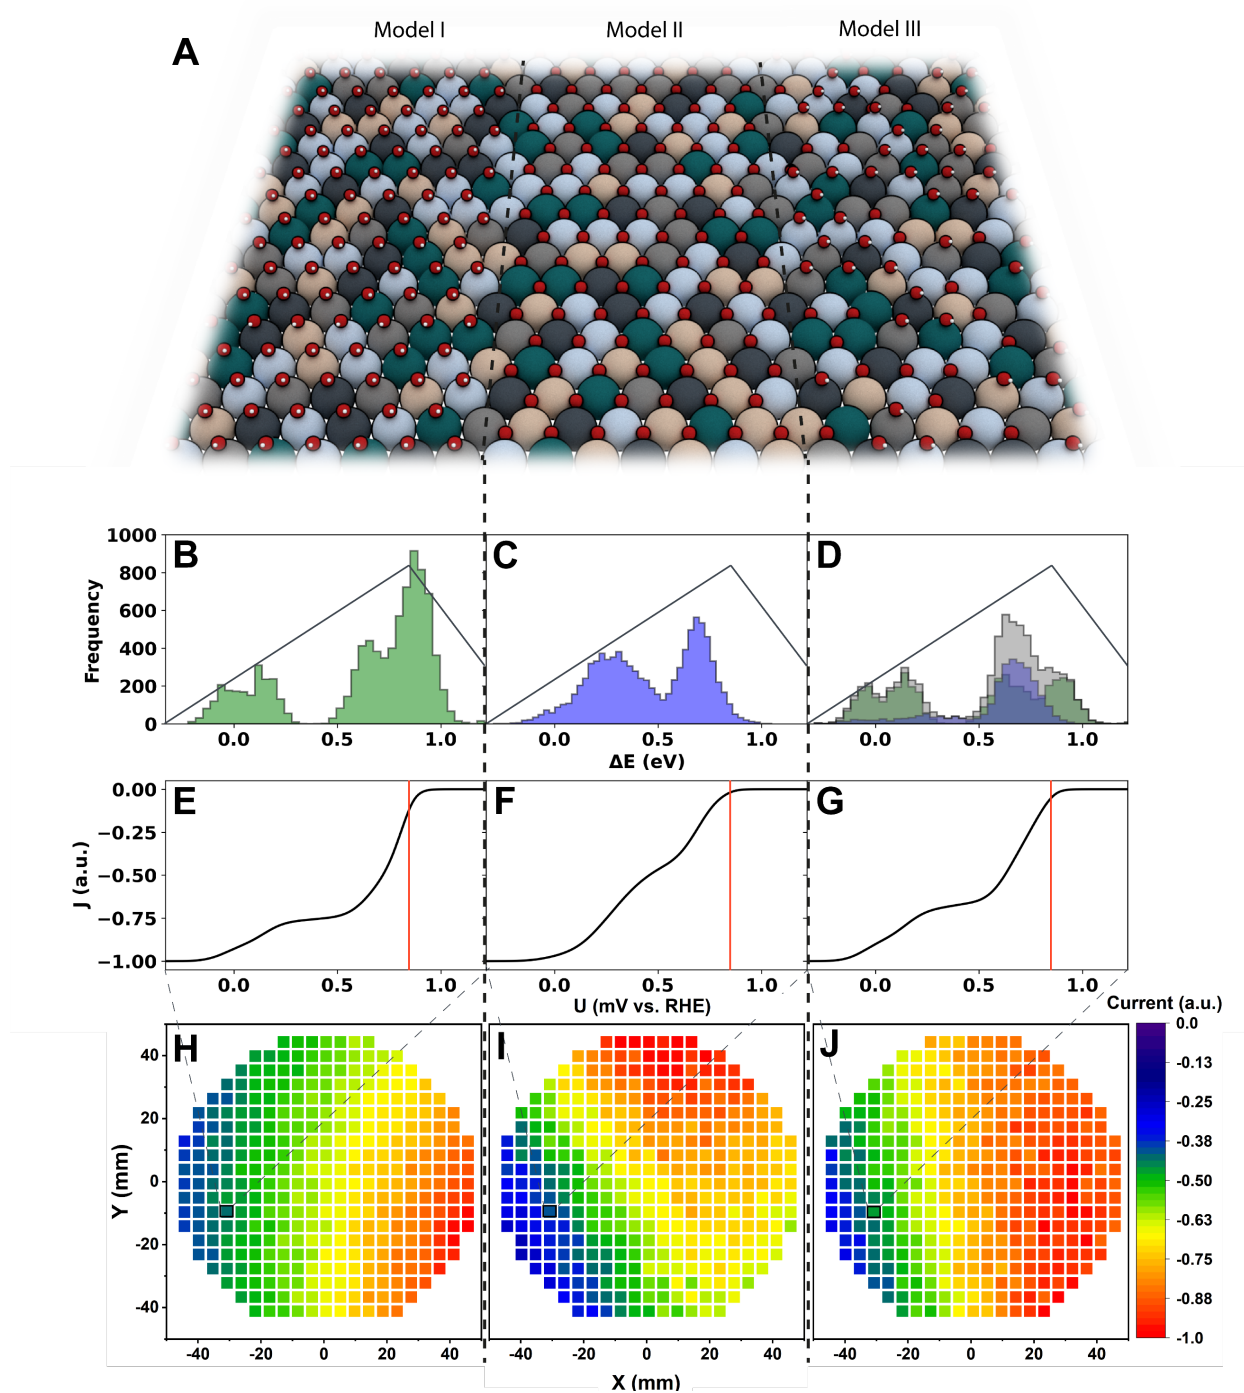 Model I Model II Model III
A
B C D
1000
800
600
400
200
0
Frequency
0.0 0.5 1.0 0.0 0.5 1.0 0.0 0.5 1.0
ΔE (eV)
E F G
0.00
−0.25
−0.50
−0.75
−1.00
J (a.u.)
0.0 0.5 1.0 0.0 0.5 1.0 0.0 0.5 1.0
U (mV vs. RHE)
Current (a.u.)
H I J
40
20
0
-20
-40
Y (mm)
0.0
-0.13
-0.25
-0.38
-0.50
-0.63
-0.75
-0.88
-1.0
-40 -20 0 20 40 -40 -20 0 20 40 -40 -20 0 20 40
X (mm)